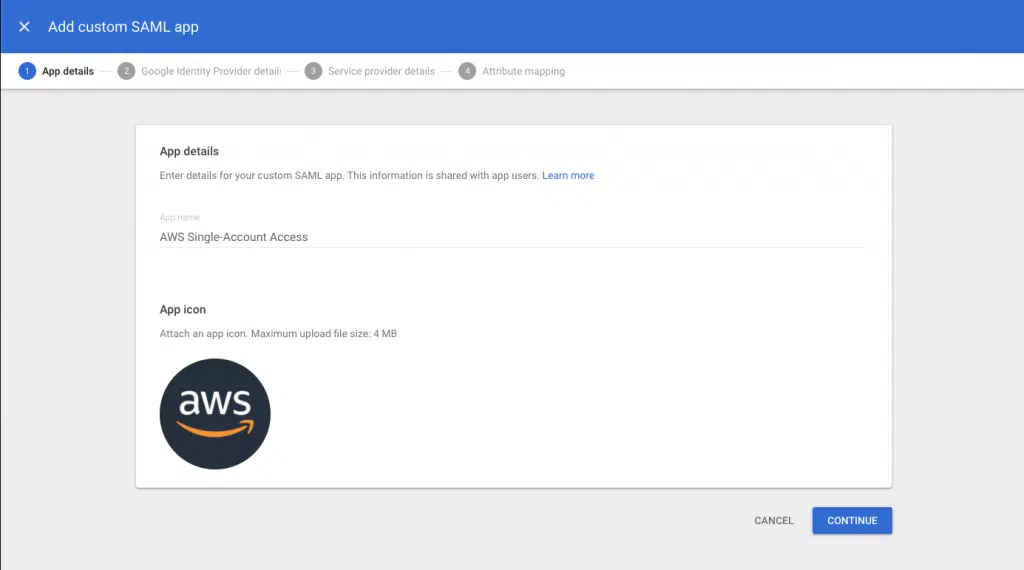 Add custom SAML app
1 App details 2 Google Identity Provider details 3 Service provider details 4 Attribute mapping
App details
Enter details for your custom SAML app. This information is shared with app users. Learn more
App name
AWS Single-Account Access
App icon
Attach an app icon. Maximum upload file size: 4 MB
aws
CANCEL CONTINUE